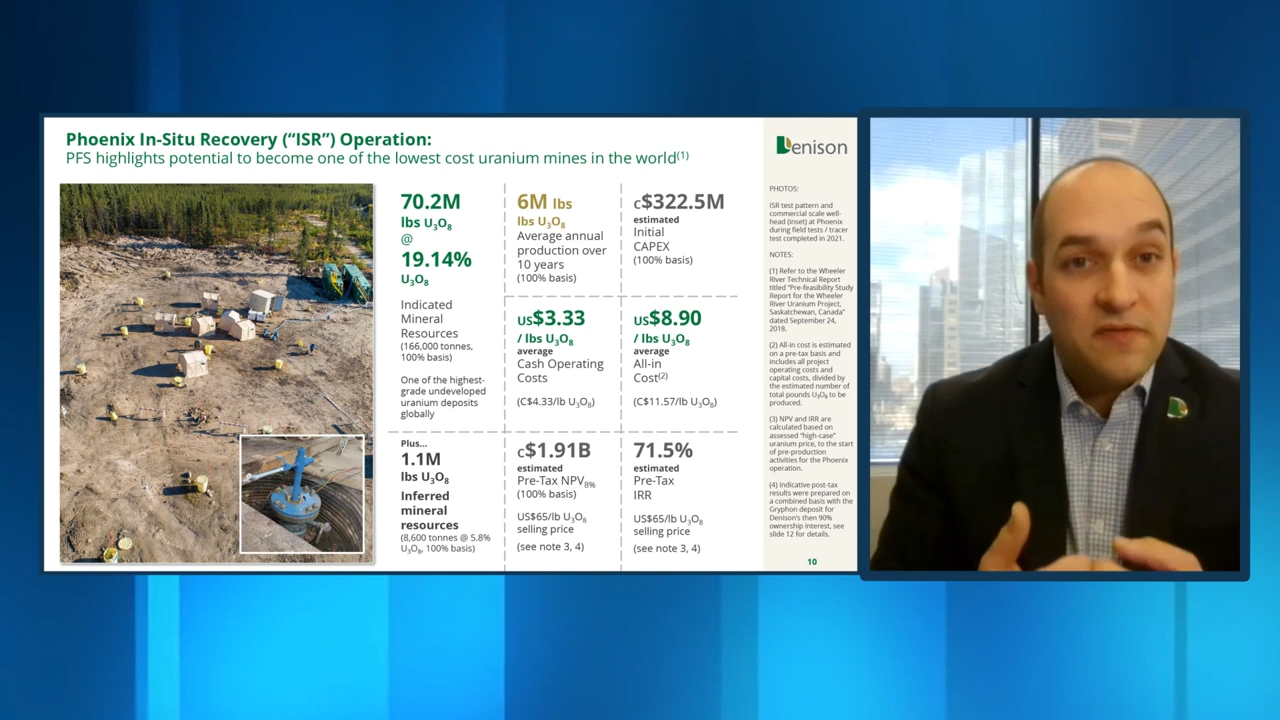 Phoenix In-Situ Recovery (“ISR”) Operation:
PFS highlights potential to become one of the lowest cost uranium mines in the world(1)
70.2M
lbs U₃O₈
@
19.14%
U₃O₈
Indicated
Mineral
Resources
(166,000 tonnes,
100% basis)
One of the highest-
grade undeveloped
uranium deposits
globally
Plus...
1.1M
lbs U₃O₈
Inferred
mineral
resources
(8,600 tonnes @ 5.8%
U₃O₈, 100% basis)
6M lbs
lbs U₃O₈
Average annual
production over
10 years
(100% basis)
C$322.5M
estimated
Initial
CAPEX
(100% basis)
US$3.33
/ lbs U₃O₈
average
Cash Operating
Costs
(C$4.33/lb U₃O₈)
US$8.90
/ lbs U₃O₈
average
All-in
Cost(2)
(C$11.57/lb U₃O₈)
C$1.91B
estimated
Pre-Tax NPV8%
(100% basis)
US$65/lb U₃O₈
selling price
(see note 3, 4)
71.5%
estimated
Pre-Tax
IRR
US$65/lb U₃O₈
selling price
(see note 3, 4)
Denison
PHOTOS:
ISR test pattern and
commercial scale well-
head (inset) at Phoenix
during field tests / tracer
test completed in 2021.
NOTES:
(1) Refer to the Wheeler
River Technical Report
titled “Pre-feasibility Study
Report for the Wheeler
River Uranium Project,
Saskatchewan, Canada”
dated September 24,
2018.
(2) All-in cost is estimated
on a pre-tax basis and
includes all project
operating costs and
capital costs, divided by
the estimated number of
total pounds U₃O₈ to be
produced.
(3) NPV and IRR are
calculated based on
assessed “high-case”
uranium price, to the start
of pre-production
activities for the Phoenix
operation.
(4) Indicative post-tax
results were prepared on
a combined basis with the
Gryphon deposit for
Denison’s then 90%
ownership interest, see
slide 12 for details.
10